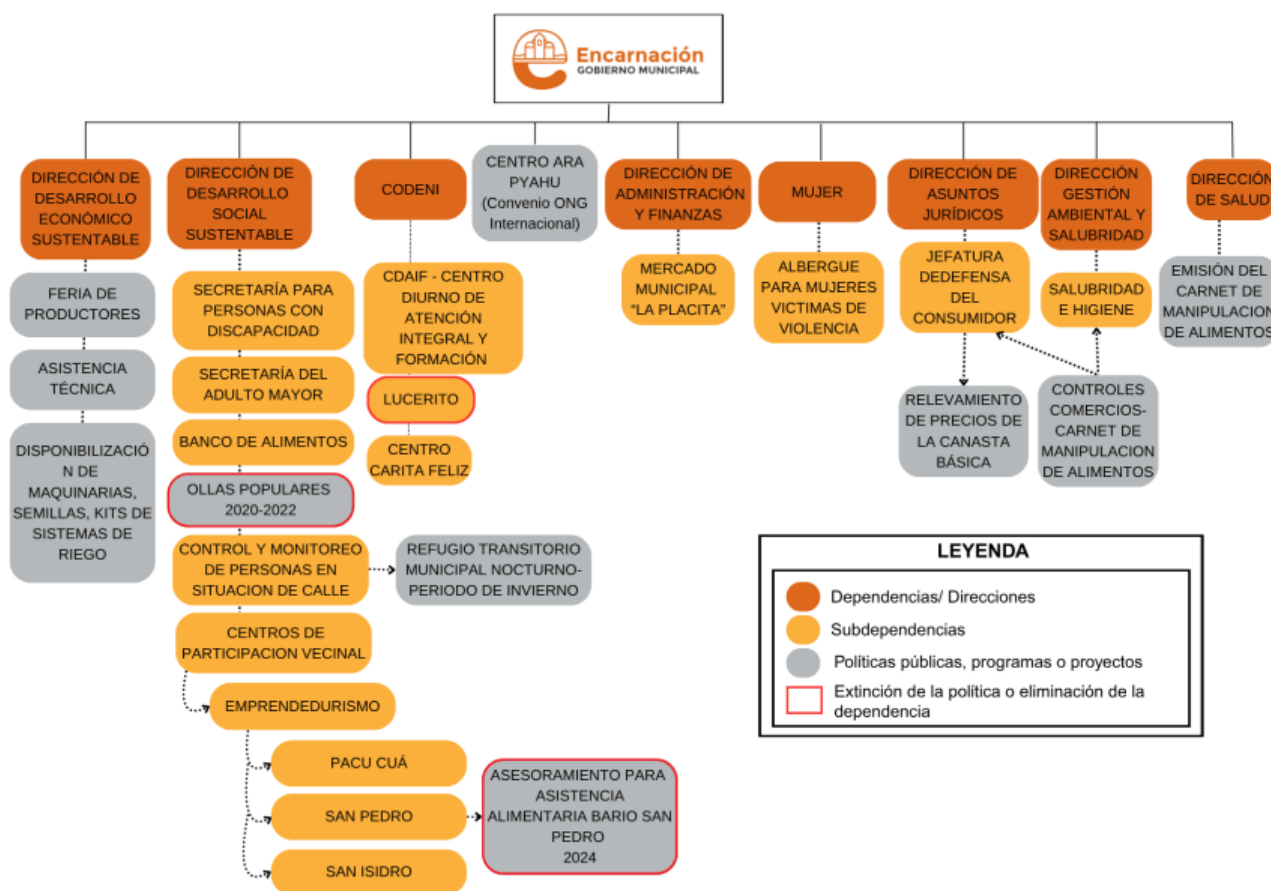 Encarnación
GOBIERNO MUNICIPAL
DIRECCIÓN DE
DESARROLLO
ECONÓMICO
SUSTENTABLE
FERIA DE
PRODUCTORES
ASISTENCIA
TÉCNICA
DISPONIBILIZACIÓ
N DE
MAQUINARIAS,
SEMILLAS, KITS DE
SISTEMAS DE
RIEGO
DIRECCIÓN DE
DESARROLLO
SOCIAL
SUSTENTABLE
SECRETARÍA PARA
PERSONAS CON
DISCAPACIDAD
SECRETARÍA DEL
ADULTO MAYOR
BANCO DE ALIMENTOS
OLLAS POPULARES
2020-2022
CONTROL Y MONITOREO
DE PERSONAS EN
SITUACION DE CALLE
REFUGIO TRANSITORIO
MUNICIPAL NOCTURNO-
PERIODO DE INVIERNO
CENTROS DE
PARTICIPACION VECINAL
EMPRENDEDURISMO
PACU CUÁ
SAN PEDRO
SAN ISIDRO
ASESORAMIENTO PARA
ASISTENCIA
ALIMENTARIA BARIO SAN
PEDRO
2024
CODENI
CDAIF - CENTRO
DIURNO DE
ATENCIÓN
INTEGRAL Y
FORMACIÓN
LUCERITO
CENTRO
CARITA FELIZ
CENTRO ARA
PYAHU
(Convenio ONG
Internacional)
DIRECCIÓN DE
ADMINISTRACIÓN
Y FINANZAS
MERCADO
MUNICIPAL
“LA PLACITA”
MUJER
ALBERGUE
PARA MUJERES
VICTIMAS DE
VIOLENCIA
DIRECCIÓN DE
ASUNTOS
JURÍDICOS
JEFATURA
DEDEFENSA
DEL
CONSUMIDOR
RELEVAMIENTO
DE PRECIOS DE
LA CANASTA
BÁSICA
DIRECCIÓN
GESTIÓN
AMBIENTAL Y
SALUBRIDAD
SALUBRIDAD
E HIGIENE
CONTROLES
COMERCIOS-
CARNET DE
MANIPULACION
DE ALIMENTOS
DIRECCIÓN
DE SALUD
EMISIÓN DEL
CARNET DE
MANIPULACION
DE ALIMENTOS
LEYENDA
Dependencias/ Direcciones
Subdependencias
Políticas públicas, programas o proyectos
Extinción de la política o eliminación de la
dependencia